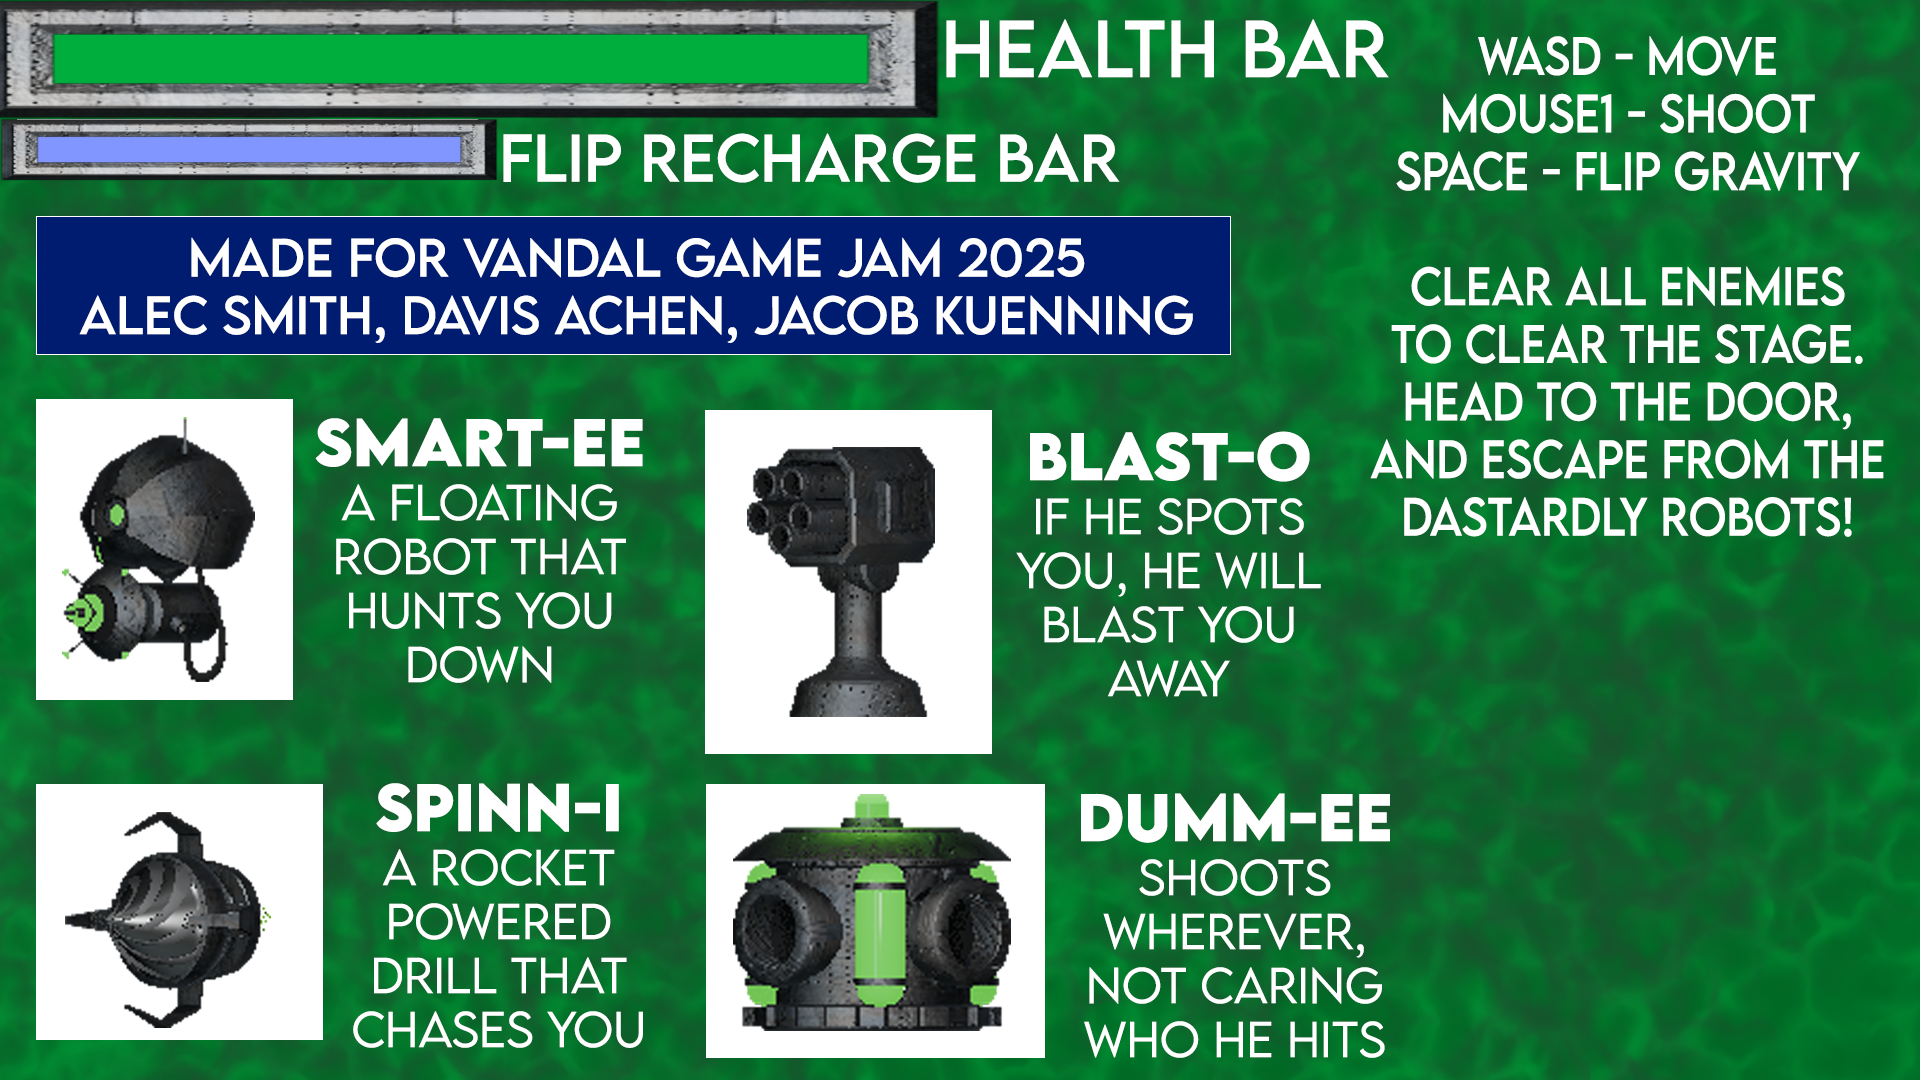 HEALTH BAR
FLIP RECHARGE BAR
WASD - MOVE
MOUSE1 - SHOOT
SPACE - FLIP GRAVITY
MADE FOR VANDAL GAME JAM 2025
ALEC SMITH, DAVIS ACHEN, JACOB KUENNING
CLEAR ALL ENEMIES
TO CLEAR THE STAGE.
HEAD TO THE DOOR,
AND ESCAPE FROM THE
DASTARDLY ROBOTS!
SMART-EE
A FLOATING
ROBOT THAT
HUNTS YOU
DOWN
BLAST-O
IF HE SPOTS
YOU, HE WILL
BLAST YOU
AWAY
SPINN-I
A ROCKET
POWERED
DRILL THAT
CHASES YOU
DUMM-EE
SHOOTS
WHEREVER,
NOT CARING
WHO HE HITS